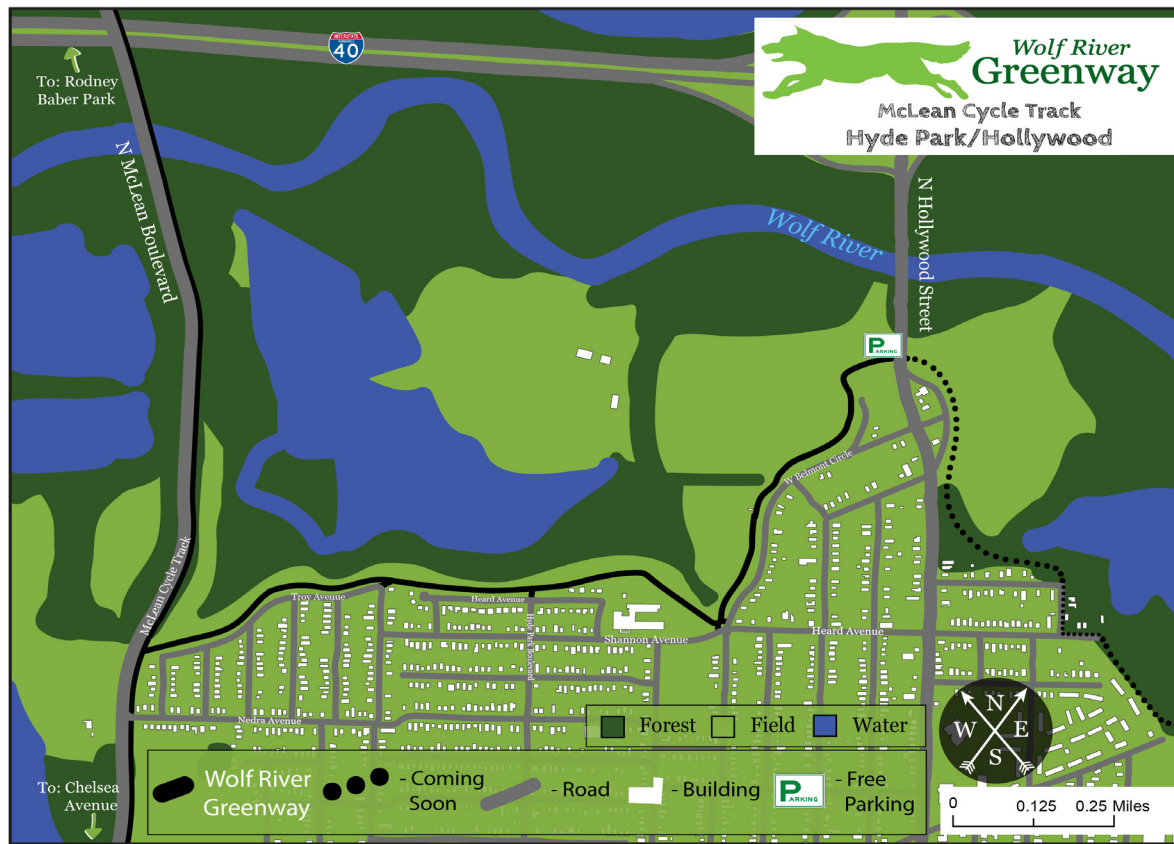 INTERSTATE
40
To: Rodney
Baber Park
Wolf River
Greenway
McLean Cycle Track
Hyde Park/Hollywood
N McLean Boulevard
N Hollywood Street
Wolf River
PARKING
W Belmont Circle
McLean Cycle Track
Troy Avenue
Heard Avenue
Hyde Park Boulevard
Shannon Avenue
Heard Avenue
Nedra Avenue
N
W E
S
Forest Field Water
To: Chelsea
Avenue
Wolf River
Greenway
- Coming
Soon
- Road
- Building
PARKING
- Free
Parking
0 0.125 0.25 Miles